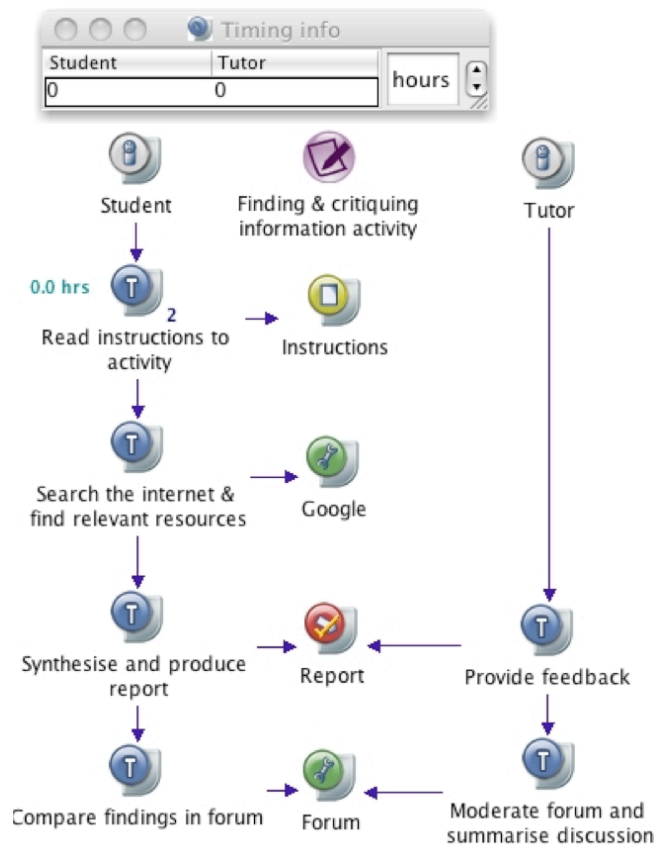 Timing info
Student Tutor
0 0 hours
Student
Finding & critiquing
information activity
Tutor
0.0 hrs
T
2
Read instructions to
activity
Instructions
T
Search the internet &
find relevant resources
Google
T
Synthesise and produce
report
Report
T
Provide feedback
T
Compare findings in forum
Forum
T
Moderate forum and
summarise discussion